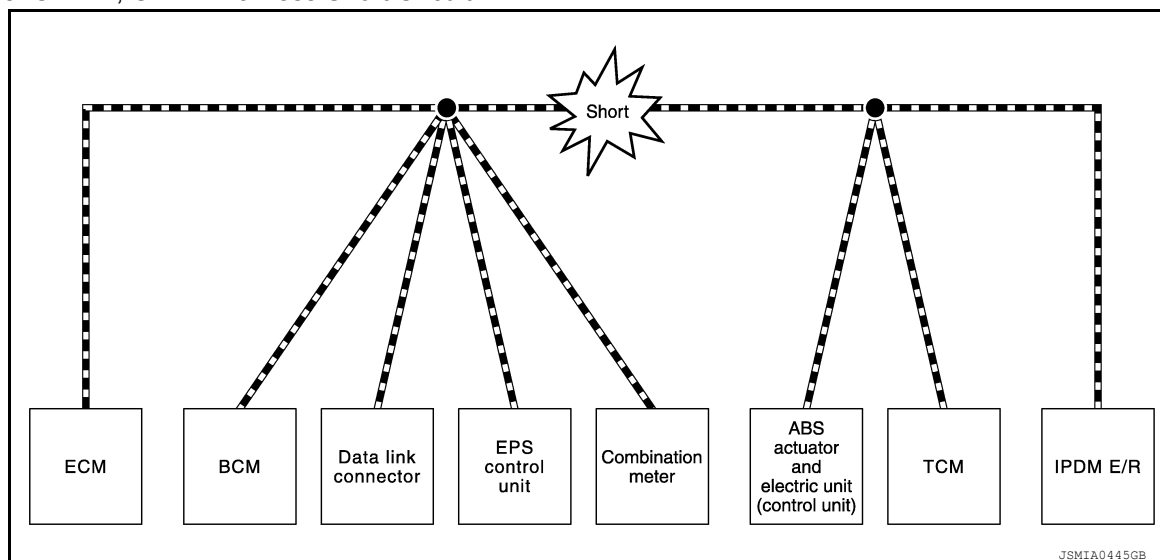 Short
ECM
BCM
Data link
connector
EPS
control
unit
Combination
meter
ABS
actuator
and
electric unit
(control unit)
TCM
IPDM E/R
JSMIA0445GB